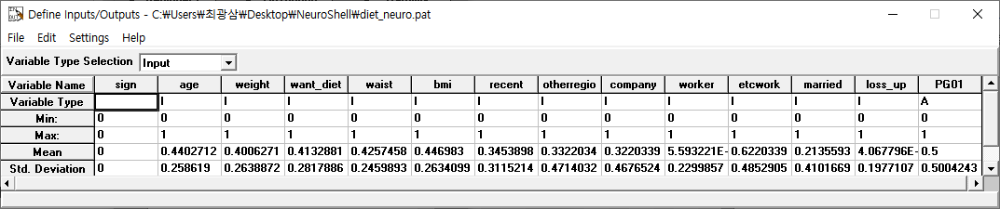 Define Inputs/Outputs - C:₩Users₩최광삼₩Desktop₩NeuroShell₩diet_neuro.pat
File Edit Settings Help
Variable Type Selection Input
Variable Name sign age weight want_diet waist bmi recent otherregio company worker etcwork married loss_up PG01
Variable Type I I I I I I I I I I I I A
Min: 0 0 0 0 0 0 0 0 0 0 0 0 0 0
Max: 0 1 1 1 1 1 1 1 1 1 1 1 1 1
Mean 0 0.4402712 0.4006271 0.4132881 0.4257458 0.446983 0.3453898 0.3322034 0.3220339 5.593221E- 0.6220339 0.2135593 4.067796E- 0.5
Std. Deviation 0 0.258619 0.2638872 0.2817886 0.2459893 0.2634099 0.3115214 0.4714032 0.4676524 0.2299857 0.4852905 0.4101669 0.1977107 0.5004243